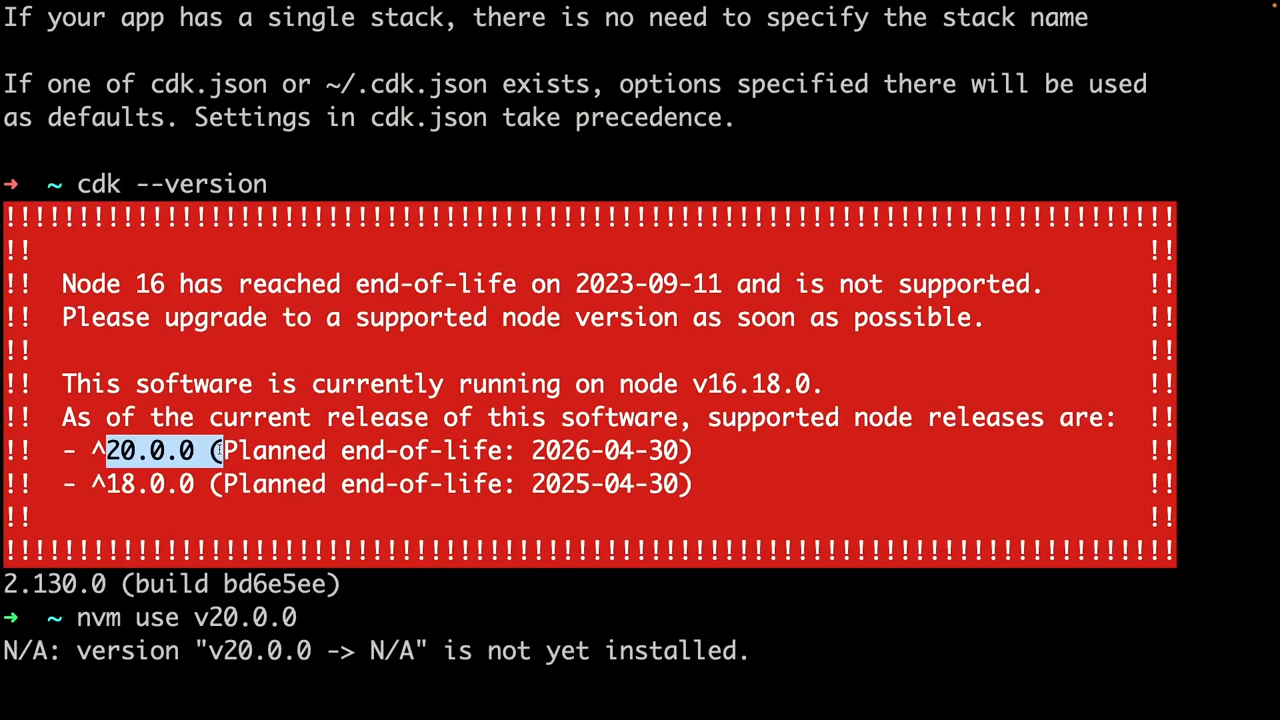 If your app has a single stack, there is no need to specify the stack name
If one of cdk.json or ~/.cdk.json exists, options specified there will be used
as defaults. Settings in cdk.json take precedence.
➜  ~ cdk --version
!!!!!!!!!!!!!!!!!!!!!!!!!!!!!!!!!!!!!!!!!!!!!!!!!!!!!!!!!!!!!!!!!!!!!!!!!!!!!!!!
!!                                                                            !!
!!  Node 16 has reached end-of-life on 2023-09-11 and is not supported.       !!
!!  Please upgrade to a supported node version as soon as possible.           !!
!!                                                                            !!
!!  This software is currently running on node v16.18.0.                      !!
!!  As of the current release of this software, supported node releases are:  !!
!!  - ^20.0.0 (Planned end-of-life: 2026-04-30)                               !!
!!  - ^18.0.0 (Planned end-of-life: 2025-04-30)                               !!
!!                                                                            !!
!!!!!!!!!!!!!!!!!!!!!!!!!!!!!!!!!!!!!!!!!!!!!!!!!!!!!!!!!!!!!!!!!!!!!!!!!!!!!!!!
2.130.0 (build bd6e5ee)
➜  ~ nvm use v20.0.0
N/A: version "v20.0.0 -> N/A" is not yet installed.